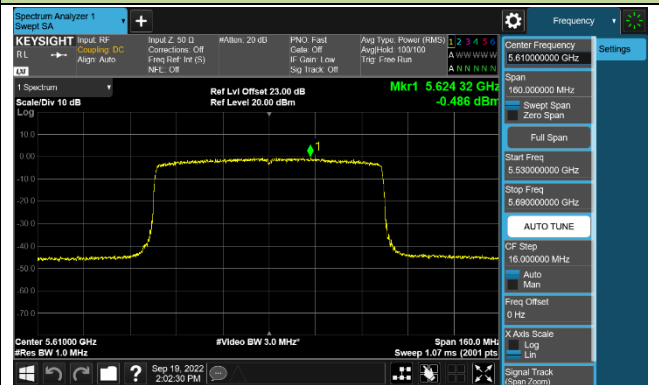 Spectrum Analyzer 1
Swept SA
Frequency
KEYSIGHT
RL
Input: RF
Coupling: DC
Align: Auto
Input Z: 50 Ω
Corrections: Off
Freq Ref: Int (S)
NFE: Off
#Atten: 20 dB
PNO: Fast
Gate: Off
IF Gain: Low
Sig Track: Off
Avg Type: Power (RMS)
Avg|Hold: 100/100
Trig: Free Run
1 2 3 4 5 6
A W W W W W
A N N N N N
LXI
1 Spectrum
Scale/Div 10 dB
Ref Lvl Offset 23.00 dB
Ref Level 20.00 dBm
Mkr1 5.624 32 GHz
-0.486 dBm
Log
1
10.0
0.00
-10.0
-20.0
-30.0
-40.0
-50.0
-60.0
-70.0
Center 5.61000 GHz
#Res BW 1.0 MHz
#Video BW 3.0 MHz*
Span 160.0 MHz
Sweep 1.07 ms (2001 pts)
Sep 19, 2022
2:02:30 PM
Center Frequency
5.610000000 GHz
Settings
Span
160.000000 MHz
Swept Span
Zero Span
Full Span
Start Freq
5.530000000 GHz
Stop Freq
5.690000000 GHz
AUTO TUNE
CF Step
16.000000 MHz
Auto
Man
Freq Offset
0 Hz
X Axis Scale
Log
Lin
Signal Track
(Span Zoom)